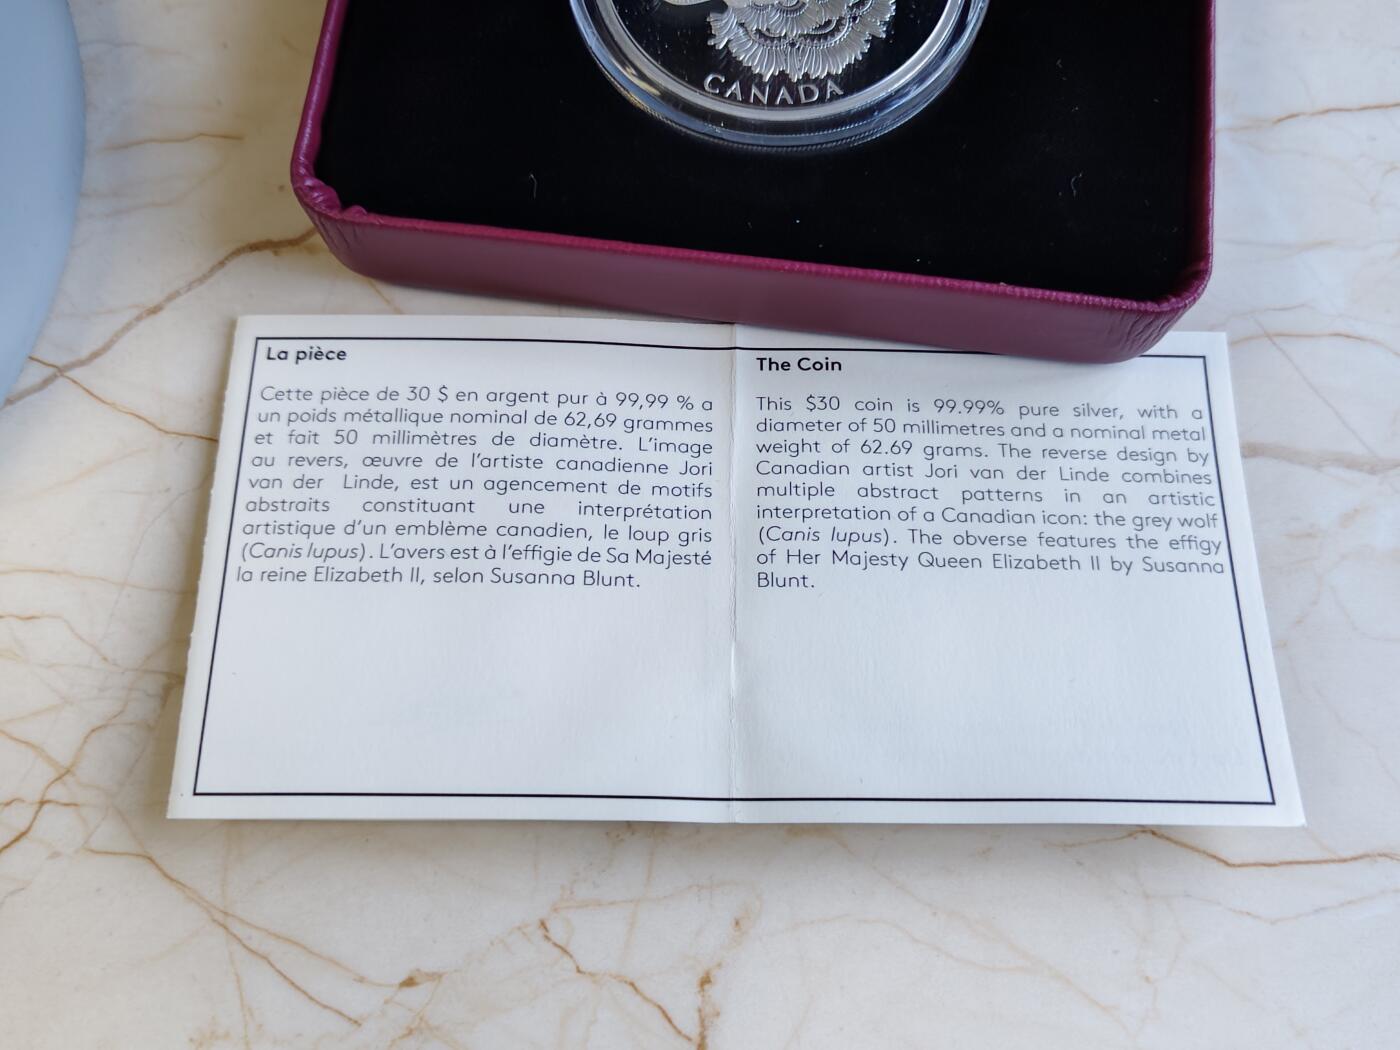 CANADA
La pièce
Cette pièce de 30 $ en argent pur à 99,99 % a
un poids métallique nominal de 62,69 grammes
et fait 50 millimètres de diamètre. L'image
au revers, œuvre de l'artiste canadienne Jori
van der Linde, est un agencement de motifs
abstraits constituant une interprétation
artistique d'un emblème canadien, le loup gris
(Canis lupus). L'avers est à l'effigie de Sa Majesté
la reine Elizabeth II, selon Susanna Blunt.
The Coin
This $30 coin is 99.99% pure silver, with a
diameter of 50 millimetres and a nominal metal
weight of 62.69 grams. The reverse design by
Canadian artist Jori van der Linde combines
multiple abstract patterns in an artistic
interpretation of a Canadian icon: the grey wolf
(Canis lupus). The obverse features the effigy
of Her Majesty Queen Elizabeth II by Susanna
Blunt.